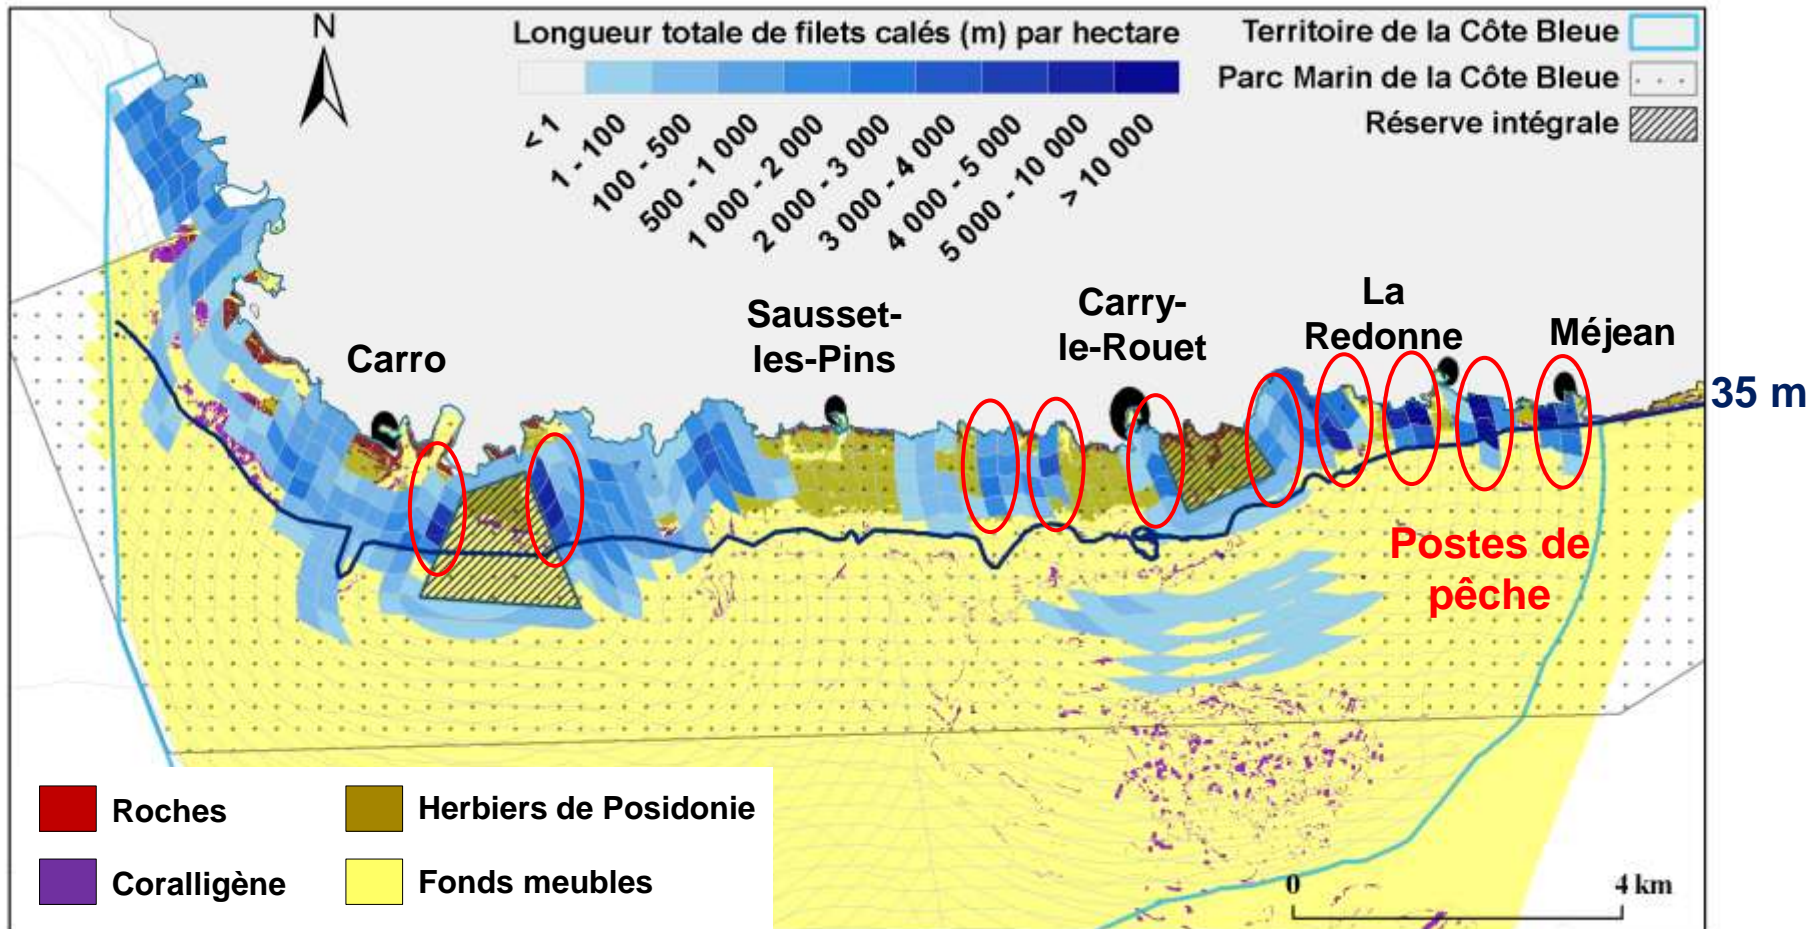 N
Longueur totale de filets calés (m) par hectare
< 1
1 - 100
100 - 500
500 - 1 000
1 000 - 2 000
2 000 - 3 000
3 000 - 4 000
4 000 - 5 000
5 000 - 10 000
> 10 000
Territoire de la Côte Bleue
Parc Marin de la Côte Bleue
Réserve intégrale
Carro
Sausset-
les-Pins
Carry-
le-Rouet
La
Redonne
Méjean
35 m
Postes de
pêche
Roches
Herbiers de Posidonie
Coralligène
Fonds meubles
0
4 km